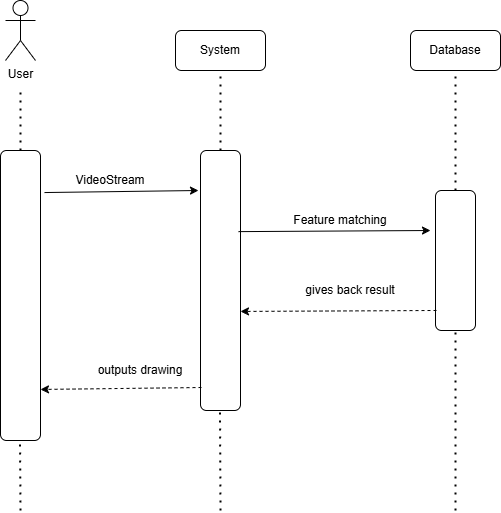 User
System
Database
VideoStream
Feature matching
gives back result
outputs drawing